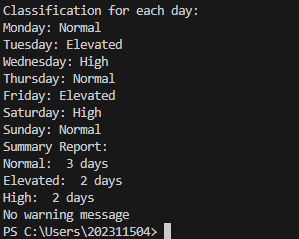 Classification for each day:
Monday: Normal
Tuesday: Elevated
Wednesday: High
Thursday: Normal
Friday: Elevated
Saturday: High
Sunday: Normal
Summary Report:
Normal:  3 days
Elevated:  2 days
High:  2 days
No warning message
PS C:\Users\202311504>